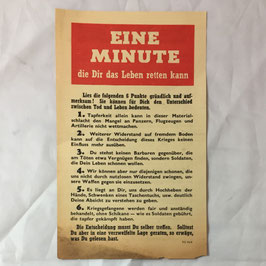 EINE
MINUTE
die Dir das Leben retten kann
Lies die folgenden 6 Punkte gründlich und auf-
merksam! Sie können für Dich den Unterschied
zwischen Tod und Leben bedeuten.
1. Tapferkeit allein kann in dieser Material-
schlacht den Mangel an Panzern, Flugzeugen und
Artillerie nicht wettmachen.
2. Weiterer Widerstand auf fremdem Boden
kann auf die Entscheidung dieses Krieges keinen
Einfluss mehr ausüben.
3. Du stehst keinen Barbaren gegenüber, die
am Töten etwa Vergnügen finden, sondern Soldaten,
die Dein Leben schonen wollen.
4. Wir können aber nur diejenigen schonen, die
uns nicht durch nutzlosen Widerstand zwingen, un-
sere Waffen gegen sie einzusetzen.
5. Es liegt an Dir, uns durch Hochheben der
Hände, Schwenken eines Taschentuchs, usw. deutlich
Deine Absicht zu verstehen zu geben.
6. Kriegsgefangene werden fair und anständig
behandelt, ohne Schikane — wie es Soldaten gebührt,
die tapfer gekämpft haben.
Die Entscheidung musst Du selber treffen. Solltest
Du aber in eine verzweifelte Lage geraten, so erwäge,
was Du gelesen hast.